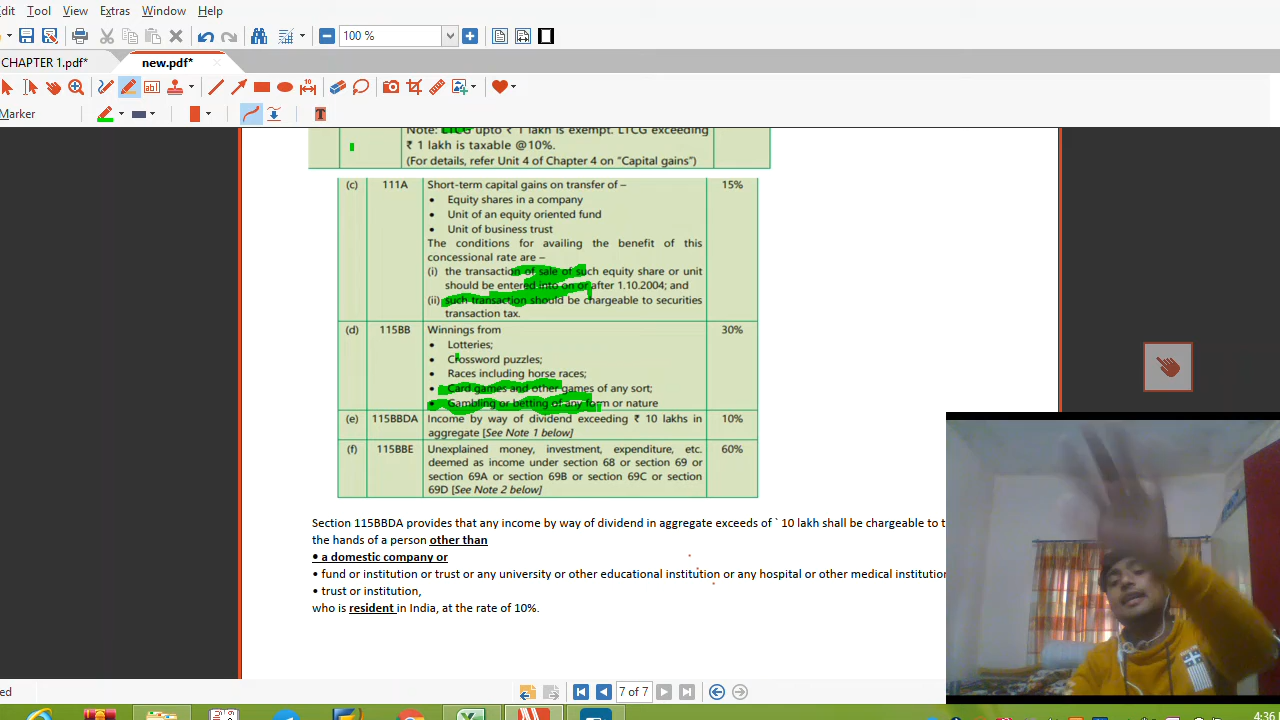 dit Tool View Extras Window Help
100 %
CHAPTER 1.pdf* new.pdf*
Marker
Note: LTCG upto ₹ 1 lakh is exempt. LTCG exceeding
₹ 1 lakh is taxable @10%.
(For details, refer Unit 4 of Chapter 4 on “Capital gains”)
(c) 111A Short-term capital gains on transfer of – 15%
• Equity shares in a company
• Unit of an equity oriented fund
• Unit of business trust
The conditions for availing the benefit of this
concessional rate are –
(i) the transaction of sale of such equity share or unit
should be entered into on or after 1.10.2004; and
(ii) such transaction should be chargeable to securities
transaction tax.
(d) 115BB Winnings from 30%
• Lotteries;
• Crossword puzzles;
• Races including horse races;
• Card games and other games of any sort;
• Gambling or betting of any form or nature
(e) 115BBDA Income by way of dividend exceeding ₹ 10 lakhs in 10%
aggregate [See Note 1 below]
(f) 115BBE Unexplained money, investment, expenditure, etc. 60%
deemed as income under section 68 or section 69 or
section 69A or section 69B or section 69C or section
69D [See Note 2 below]
Section 115BBDA provides that any income by way of dividend in aggregate exceeds of ` 10 lakh shall be chargeable to t
the hands of a person other than
• a domestic company or
• fund or institution or trust or any university or other educational institution or any hospital or other medical institution
• trust or institution,
who is resident in India, at the rate of 10%.
ed 7 of 7
4:36